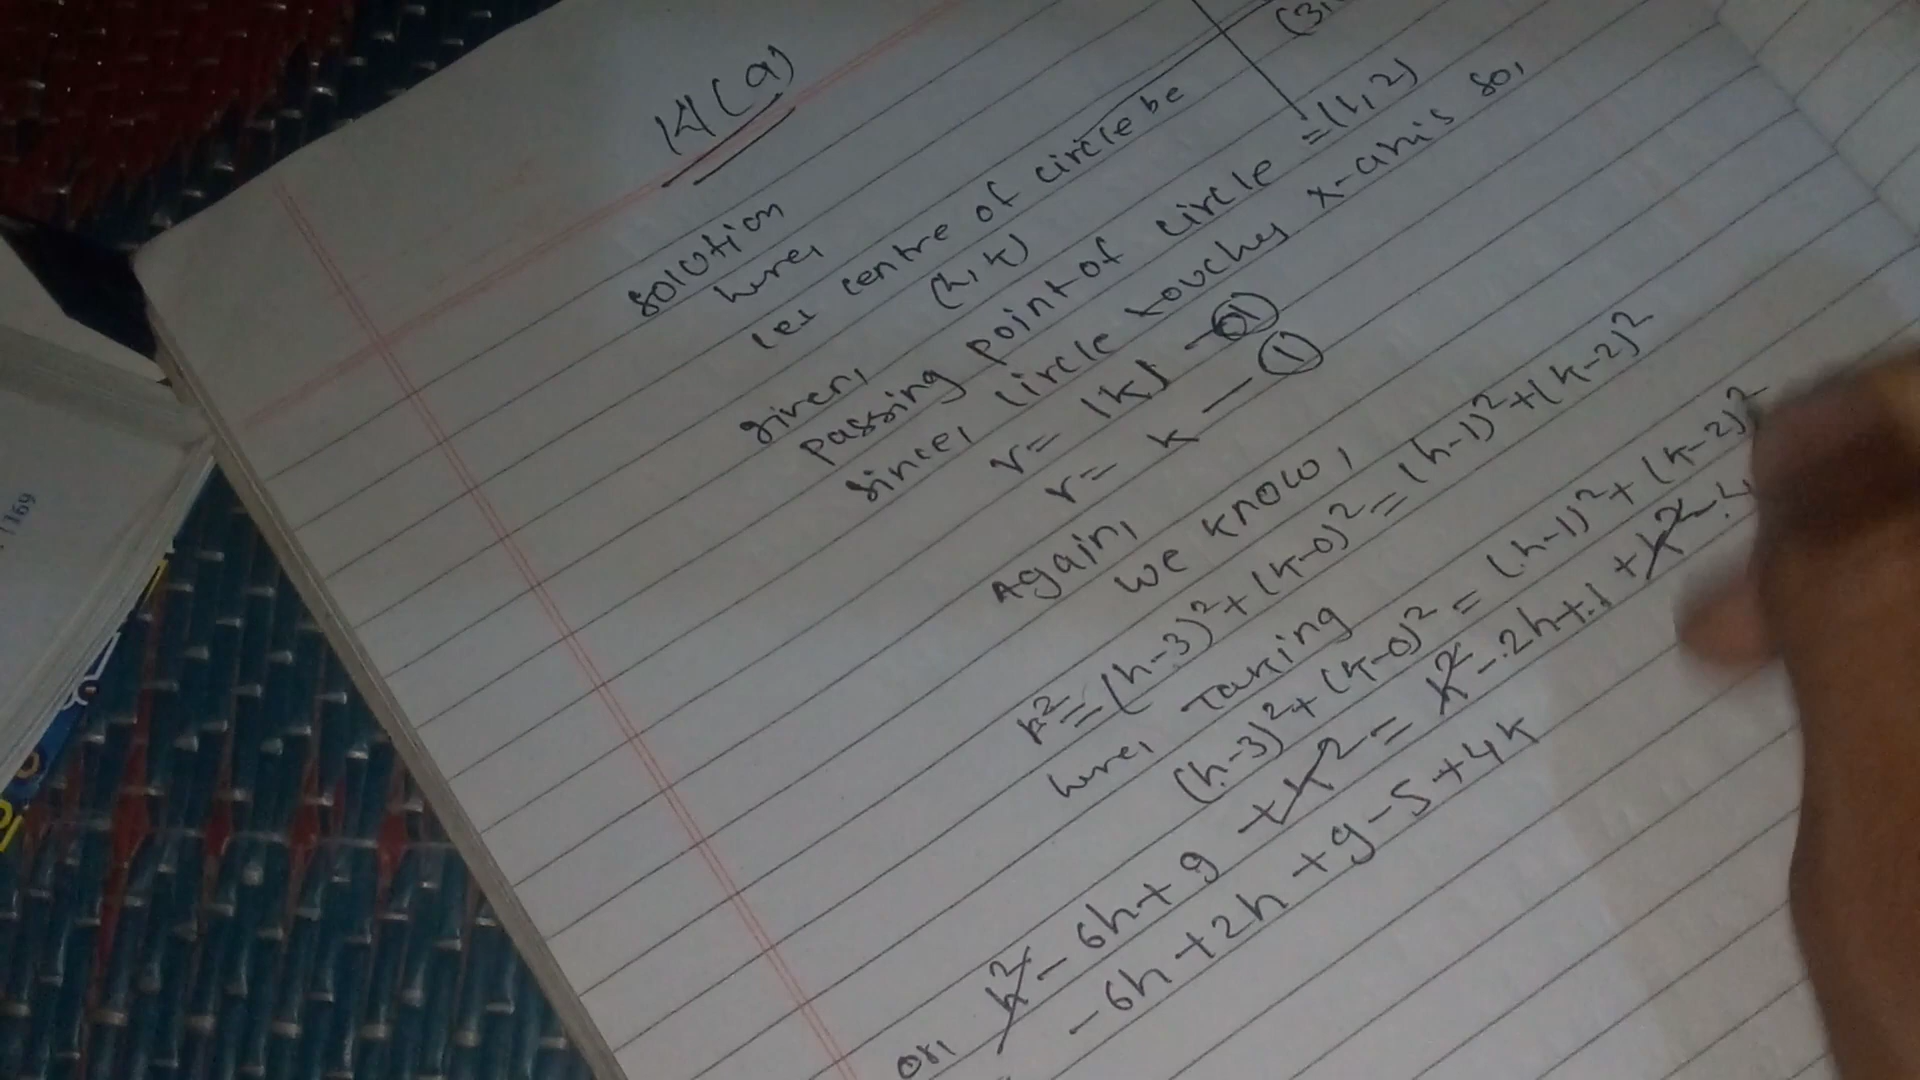 (3,
14(a)
solution
here,
let centre of circle be
(h, k)
given,
passing point of circle = (1, 2)
since, circle touches x-axis so,
r = |k|
r = k — (1)
Again,
we know,
k² = (h-3)² + (k-0)² = (h-1)² + (k-2)²
here, Taking
(h-3)² + (k-0)² = (h-1)² + (k-2)²
or, h² - 6h + 9 + k² = h² - 2h + 1 + k² - 4
- 6h + 2h + 9 - 5 + 4k
1369